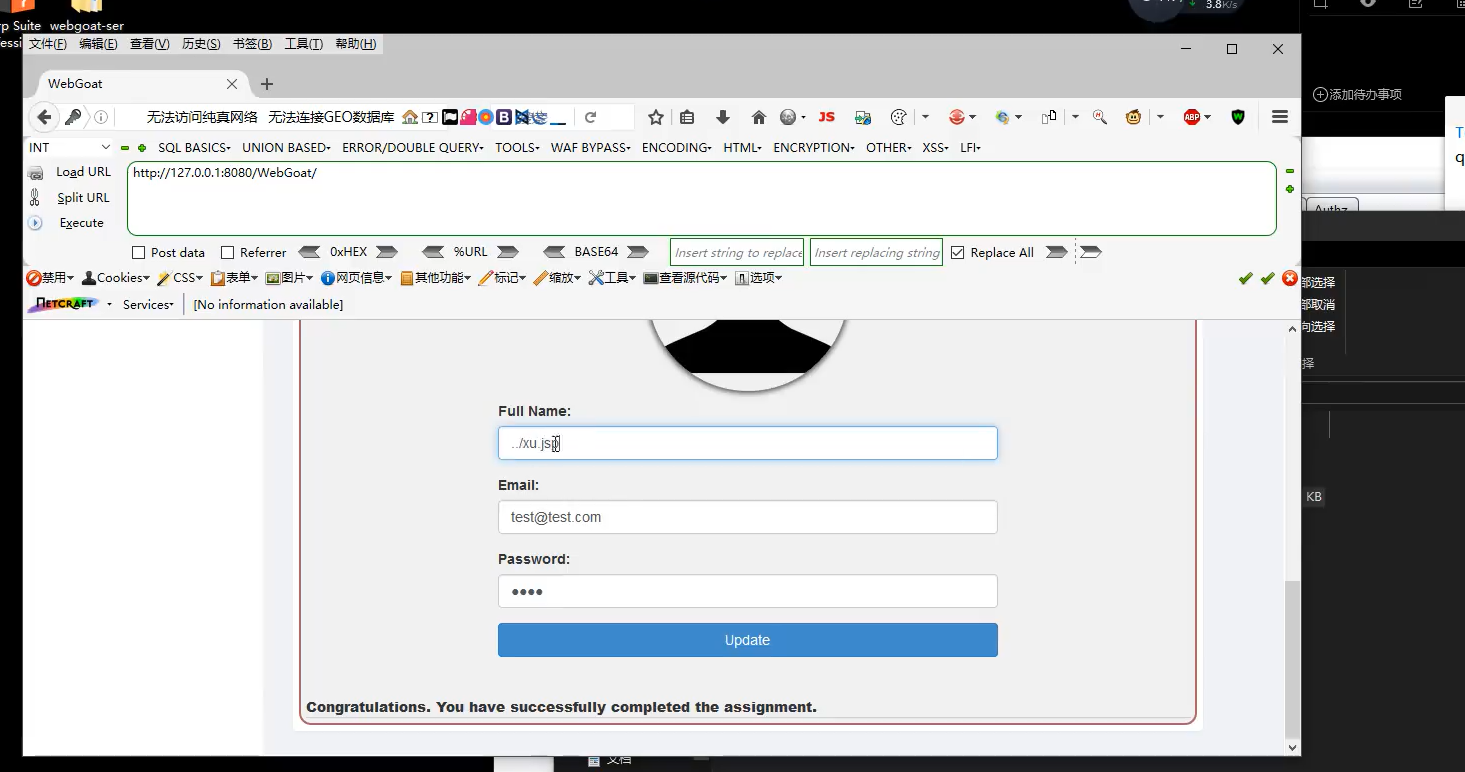 3.8K/s
rp Suite webgoat-ser
fessi
文件(F) 编辑(E) 查看(V) 历史(S) 书签(B) 工具(T) 帮助(H)
WebGoat
添加待办事项
无法访问纯真网络 无法连接GEO数据库
JS
ABP
INT SQL BASICS UNION BASED ERROR/DOUBLE QUERY TOOLS WAF BYPASS ENCODING HTML ENCRYPTION OTHER XSS LFI
Load URL http://127.0.0.1:8080/WebGoat/
Split URL
Execute
Authz
Post data Referrer 0xHEX %URL BASE64 Insert string to replace Insert replacing string Replace All
禁用 Cookies CSS 表单 图片 网页信息 其他功能 标记 缩放 工具 查看源代码 选项
部选择
NETCRAFT Services [No information available]
部取消
向选择
择
Full Name:
../xu.jsp
Email:
test@test.com
KB
Password:
••••
Update
Congratulations. You have successfully completed the assignment.
文档